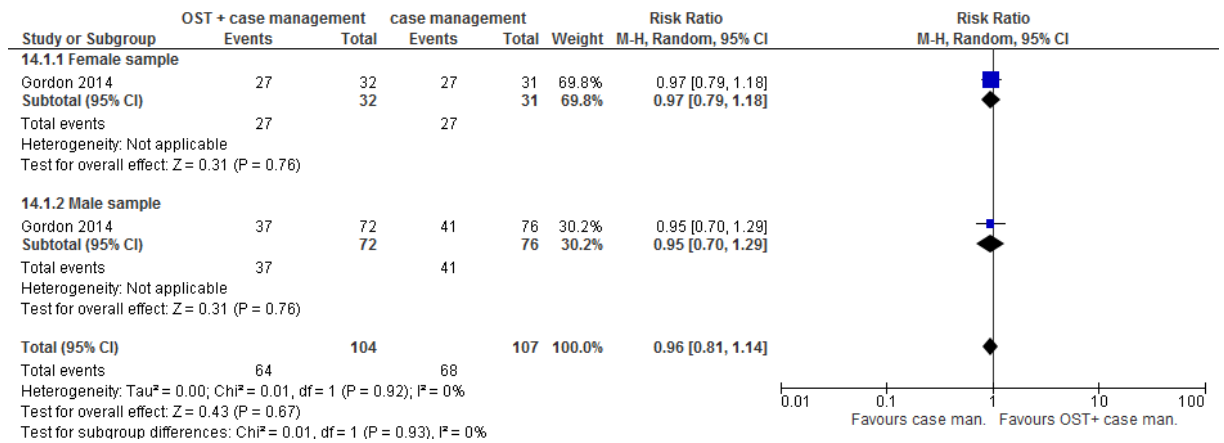 OST + case management case management Risk Ratio Risk Ratio
Study or Subgroup Events Total Events Total Weight M-H, Random, 95% CI M-H, Random, 95% CI
14.1.1 Female sample
Gordon 2014 27 32 27 31 69.8% 0.97 [0.79, 1.18]
Subtotal (95% CI) 32 31 69.8% 0.97 [0.79, 1.18]
Total events 27 27
Heterogeneity: Not applicable
Test for overall effect: Z = 0.31 (P = 0.76)
14.1.2 Male sample
Gordon 2014 37 72 41 76 30.2% 0.95 [0.70, 1.29]
Subtotal (95% CI) 72 76 30.2% 0.95 [0.70, 1.29]
Total events 37 41
Heterogeneity: Not applicable
Test for overall effect: Z = 0.31 (P = 0.76)
Total (95% CI) 104 107 100.0% 0.96 [0.81, 1.14]
Total events 64 68
Heterogeneity: Tau² = 0.00; Chi² = 0.01, df = 1 (P = 0.92); I² = 0%
Test for overall effect: Z = 0.43 (P = 0.67)
Test for subgroup differences: Chi² = 0.01, df = 1 (P = 0.93), I² = 0%
0.01 0.1 1 10 100
Favours case man. Favours OST+ case man.